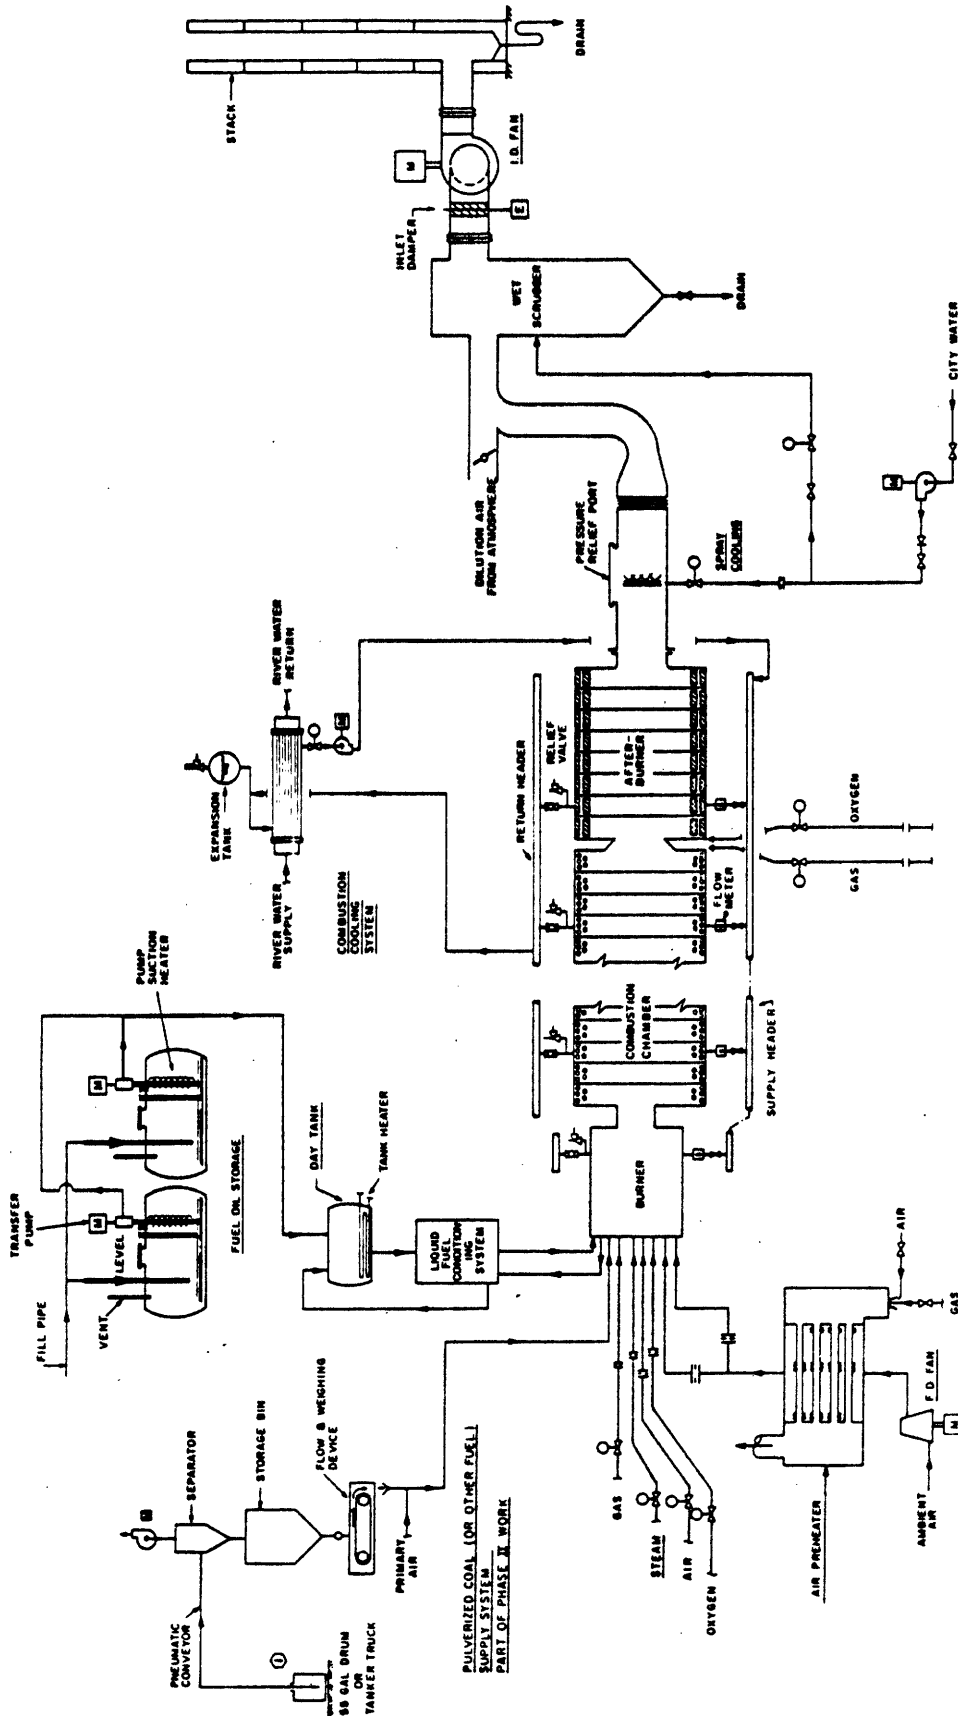 STACK
DRAIN
M
I.D. FAN
INLET
DAMPER
E
WET
SCRUBBER
DRAIN
CITY WATER
M
DILUTION AIR
FROM ATMOSPHERE
PRESSURE
RELIEF PORT
SPRAY
COOLING
RIVER WATER
RETURN
M
EXPANSION
TANK
RIVER WATER
SUPPLY
COMBUSTION
COOLING
SYSTEM
RETURN HEADER
RELIEF
VALVE
AFTER-
BURNER
FLOW
METER
OXYGEN
GAS
COMBUSTION
CHAMBER
SUPPLY HEADER
BURNER
PUMP
SUCTION
HEATER
M
M
TRANSFER
PUMP
LEVEL
FUEL OIL STORAGE
FILL PIPE
VENT
DAY TANK
TANK HEATER
LIQUID
FUEL
CONDITION
ING
SYSTEM
M
SEPARATOR
STORAGE BIN
FLOW & WEIGHING
DEVICE
PRIMARY
AIR
PNEUMATIC
CONVEYOR
1
55 GAL DRUM
OR
TANKER TRUCK
PULVERIZED COAL (OR OTHER FUEL)
SUPPLY SYSTEM
PART OF PHASE II WORK
GAS
STEAM
AIR
OXYGEN
AIR
GAS
F D FAN
M
AMBIENT
AIR
AIR PREHEATER